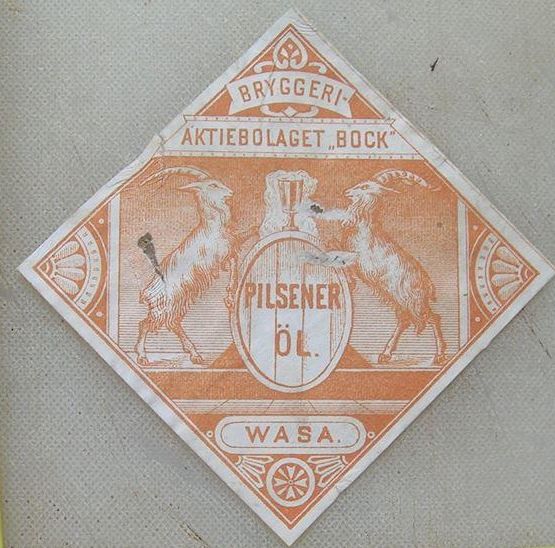 BRYGGERI-
AKTIEBOLAGET „BOCK"
PILSENER
ÖL.
WASA.